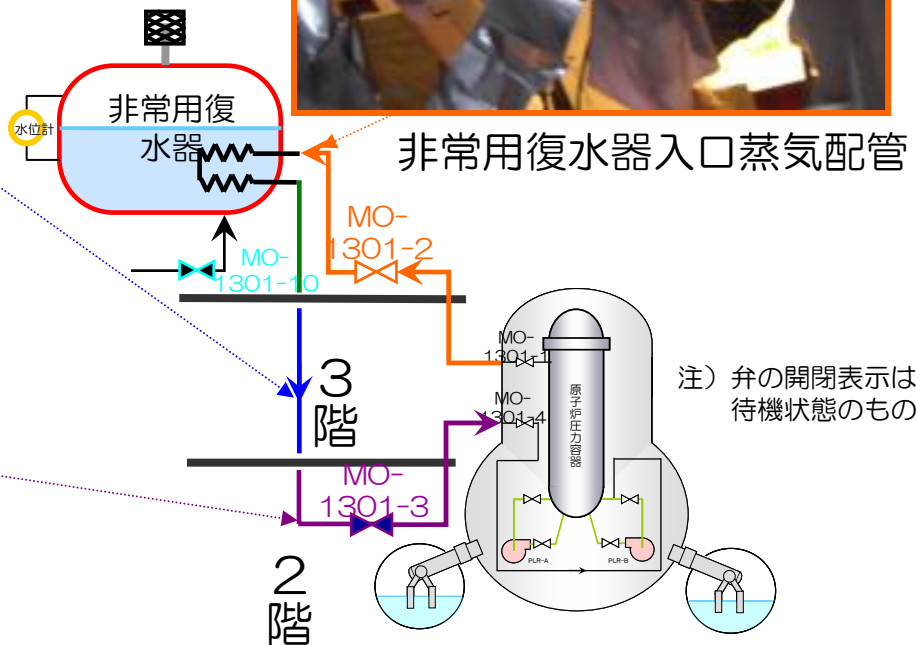 非常用復
水器
水位計
非常用復水器入口蒸気配管
MO-
1301-2
MO-
1301-10
MO-
1301-1
3
階
MO-
1301-4
原子炉圧力容器
注）弁の開閉表示は
待機状態のもの
MO-
1301-3
PLR-A
PLR-B
2
階